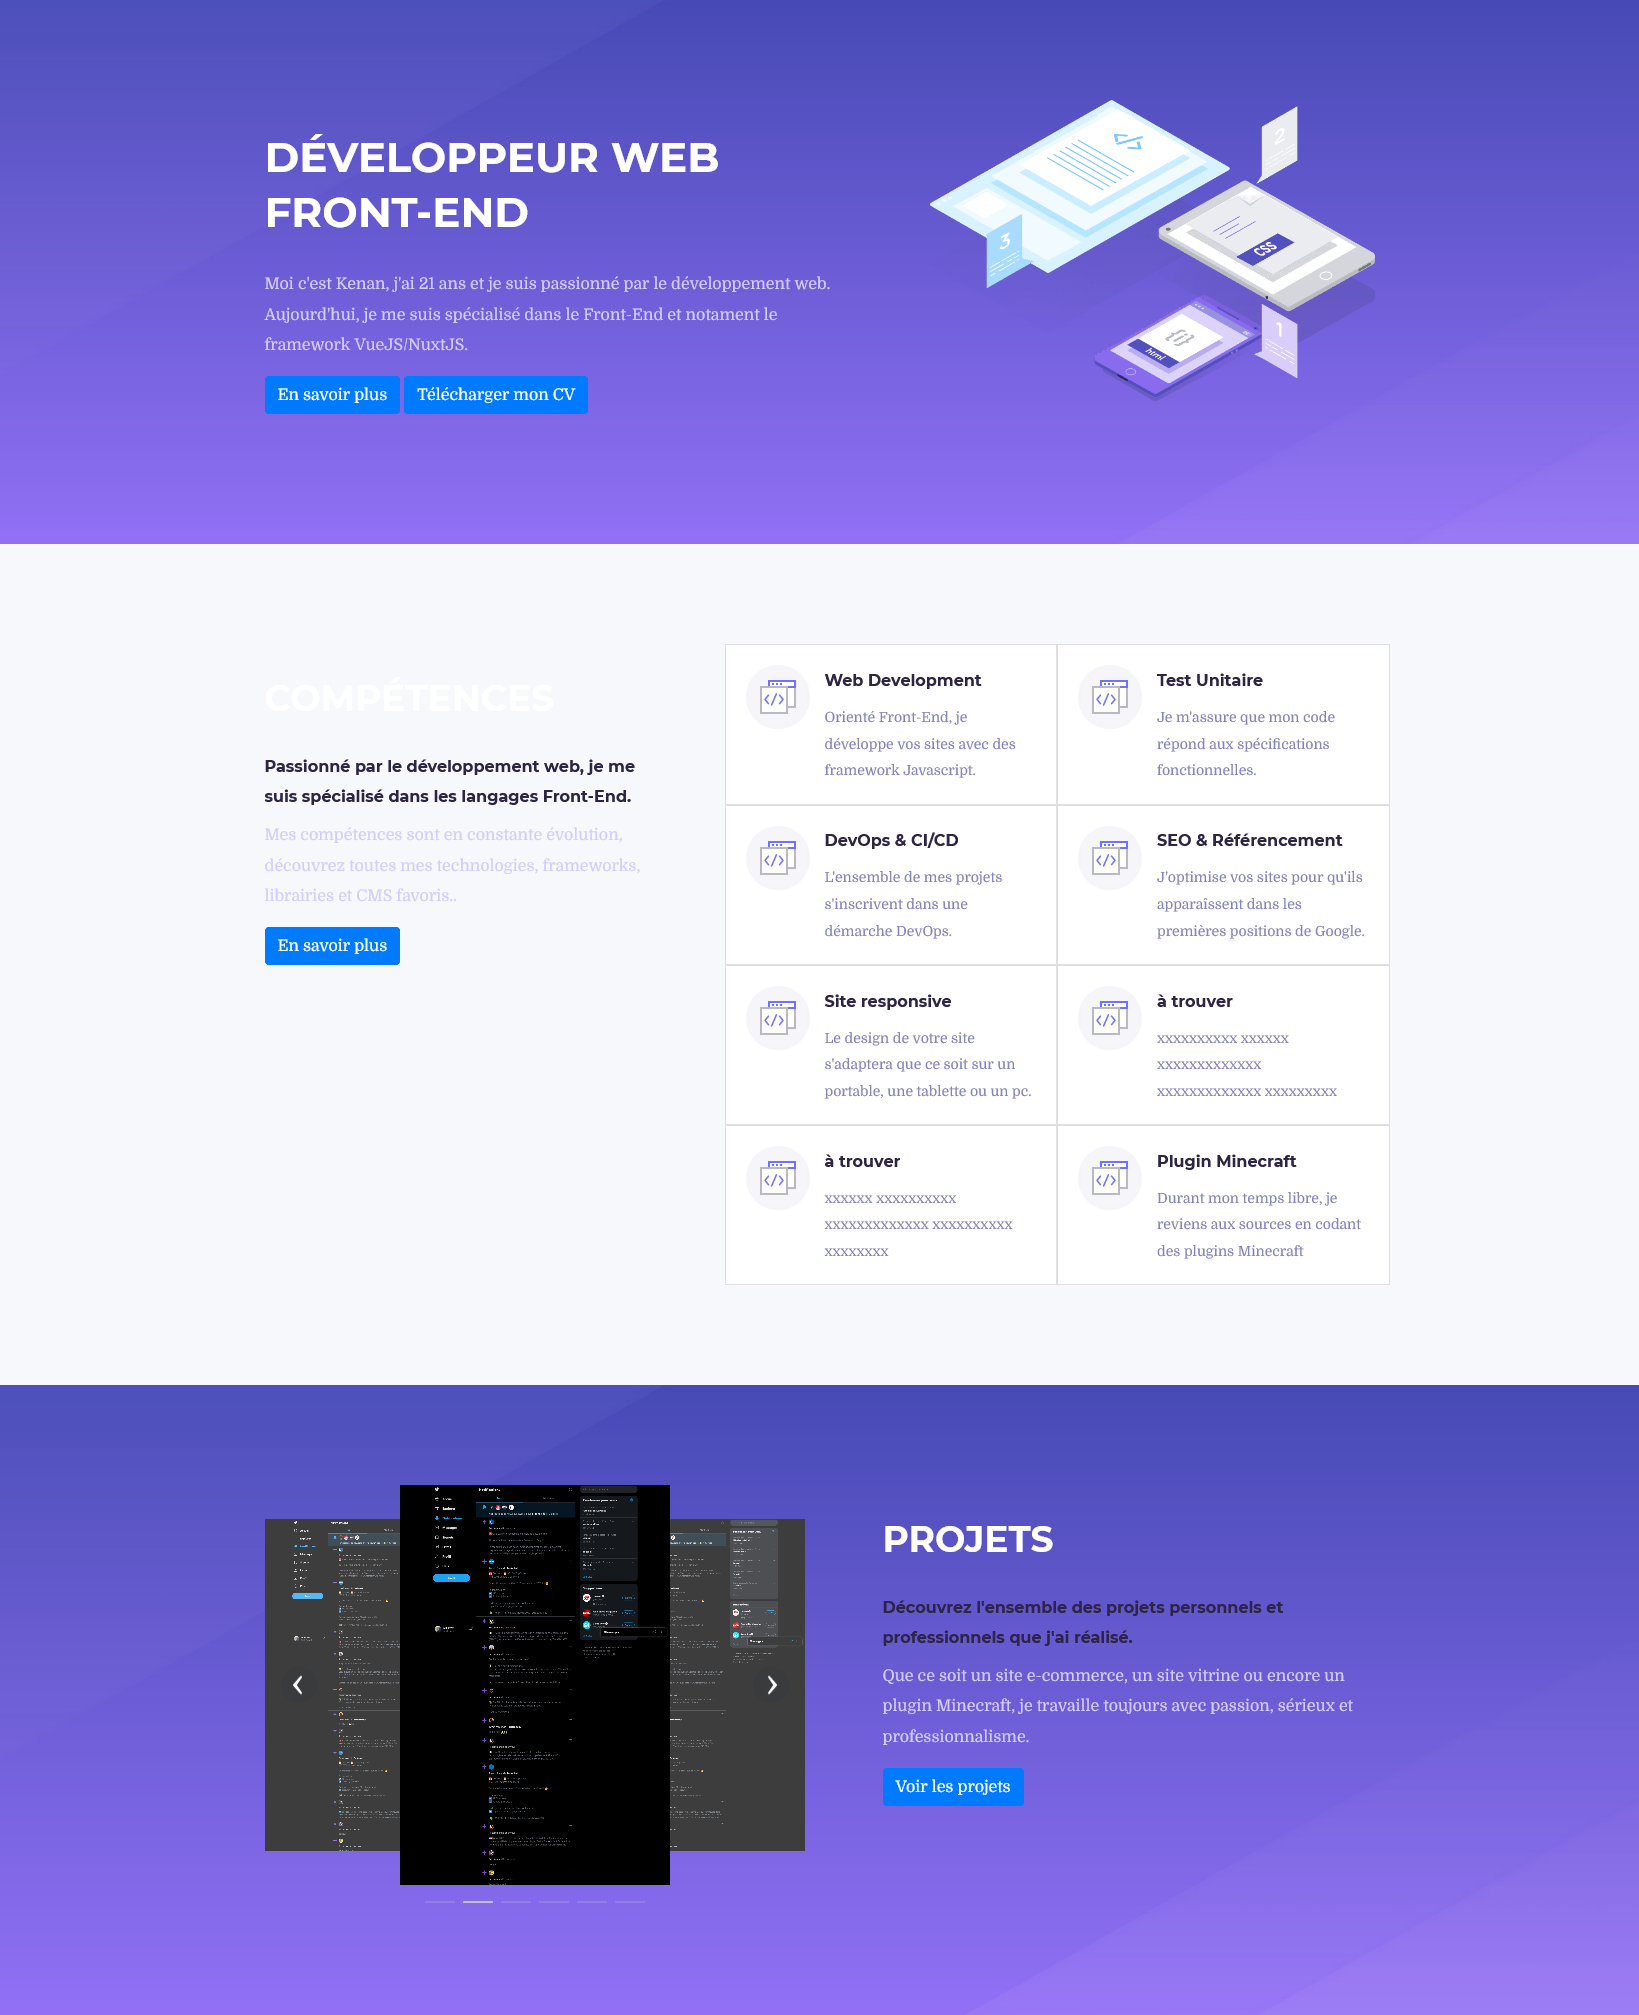 DÉVELOPPEUR WEB
FRONT-END
Moi c'est Kenan, j'ai 21 ans et je suis passionné par le développement web.
Aujourd'hui, je me suis spécialisé dans le Front-End et notament le
framework VueJS/NuxtJS.
En savoir plus
Télécharger mon CV
</>
2
3
CSS
1
{;}
html
COMPÉTENCES
Passionné par le développement web, je me
suis spécialisé dans les langages Front-End.
Mes compétences sont en constante évolution,
découvrez toutes mes technologies, frameworks,
librairies et CMS favoris..
En savoir plus
Web Development
Orienté Front-End, je
développe vos sites avec des
framework Javascript.
Test Unitaire
Je m'assure que mon code
répond aux spécifications
fonctionnelles.
DevOps & CI/CD
L'ensemble de mes projets
s'inscrivent dans une
démarche DevOps.
SEO & Référencement
J'optimise vos sites pour qu'ils
apparaîssent dans les
premières positions de Google.
Site responsive
Le design de votre site
s'adaptera que ce soit sur un
portable, une tablette ou un pc.
à trouver
xxxxxxxxxx xxxxxx
xxxxxxxxxxxxx
xxxxxxxxxxxxx xxxxxxxxx
à trouver
xxxxxx xxxxxxxxxx
xxxxxxxxxxxxx xxxxxxxxxx
xxxxxxxx
Plugin Minecraft
Durant mon temps libre, je
reviens aux sources en codant
des plugins Minecraft
PROJETS
Découvrez l'ensemble des projets personnels et
professionnels que j'ai réalisé.
Que ce soit un site e-commerce, un site vitrine ou encore un
plugin Minecraft, je travaille toujours avec passion, sérieux et
professionnalisme.
Voir les projets